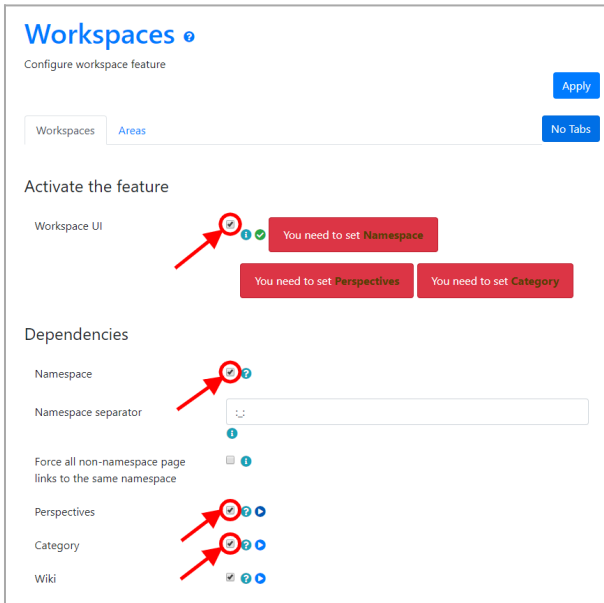 Workspaces
Configure workspace feature
Apply
Workspaces Areas No Tabs
Activate the feature
Workspace UI You need to set Namespace
You need to set Perspectives You need to set Category
Dependencies
Namespace
Namespace separator :_:
Force all non-namespace page
links to the same namespace
Perspectives
Category
Wiki